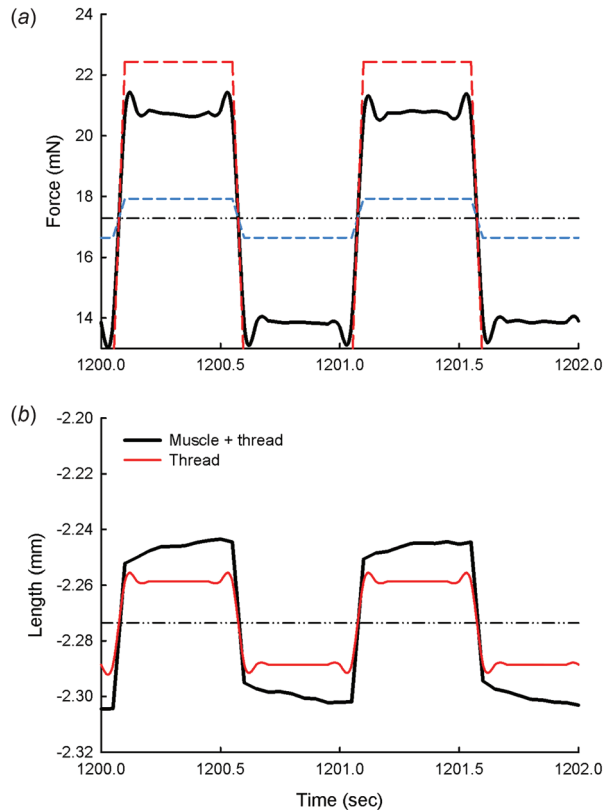 (a)
24
22
20
18
16
14
Force (mN)
1200.0 1200.5 1201.0 1201.5 1202.0
(b)
-2.20
-2.22
-2.24
-2.26
-2.28
-2.30
-2.32
Length (mm)
Muscle + thread
Thread
1200.0 1200.5 1201.0 1201.5 1202.0
Time (sec)